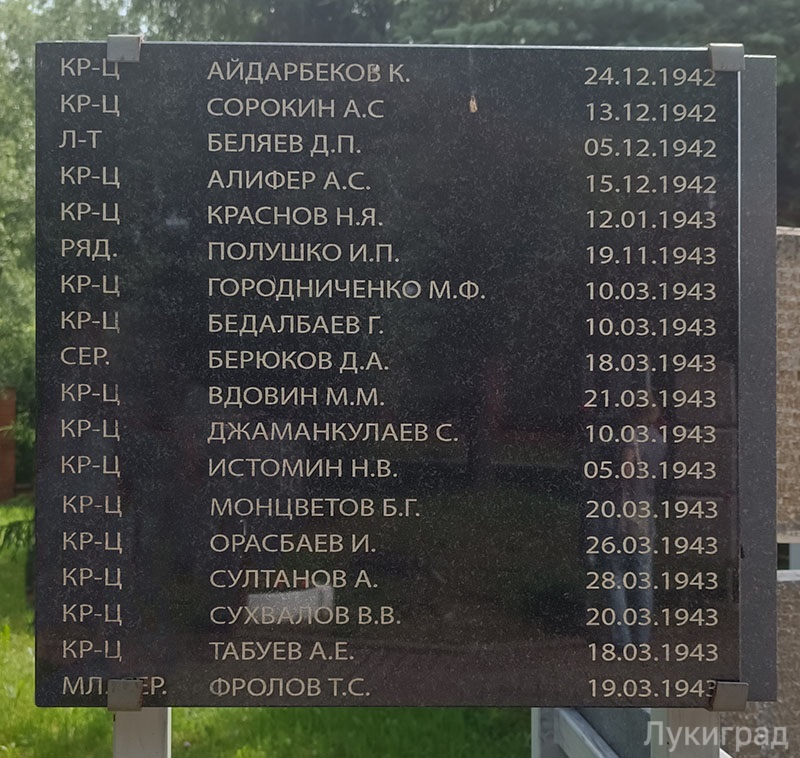 КР-Ц АЙДАРБЕКОВ К. 24.12.1942
КР-Ц СОРОКИН А.С 13.12.1942
Л-Т БЕЛЯЕВ Д.П. 05.12.1942
КР-Ц АЛИФЕР А.С. 15.12.1942
КР-Ц КРАСНОВ Н.Я. 12.01.1943
РЯД. ПОЛУШКО И.П. 19.11.1943
КР-Ц ГОРОДНИЧЕНКО М.Ф. 10.03.1943
КР-Ц БЕДАЛБАЕВ Г. 10.03.1943
СЕР. БЕРЮКОВ Д.А. 18.03.1943
КР-Ц ВДОВИН М.М. 21.03.1943
КР-Ц ДЖАМАНКУЛАЕВ С. 10.03.1943
КР-Ц ИСТОМИН Н.В. 05.03.1943
КР-Ц МОНЦВЕТОВ Б.Г. 20.03.1943
КР-Ц ОРАСБАЕВ И. 26.03.1943
КР-Ц СУЛТАНОВ А. 28.03.1943
КР-Ц СУХВАЛОВ В.В. 20.03.1943
КР-Ц ТАБУЕВ А.Е. 18.03.1943
МЛ. СЕР. ФРОЛОВ Т.С. 19.03.1943
Лукиград